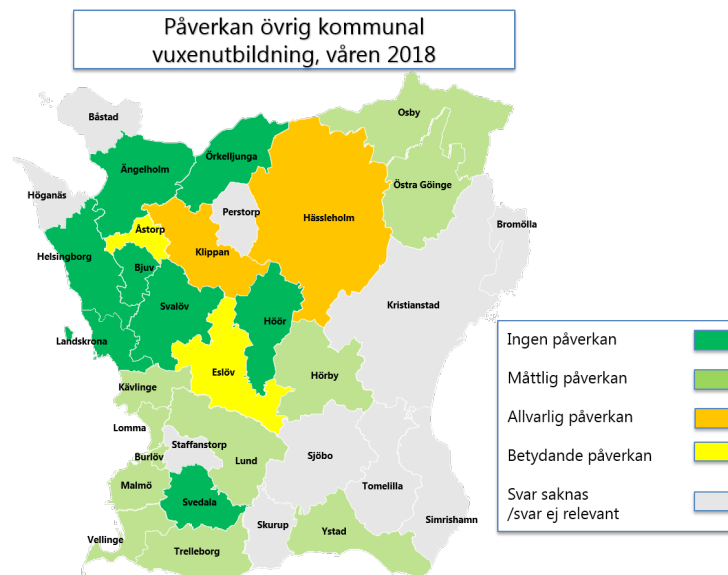 Påverkan övrig kommunal
vuxenutbildning, våren 2018
Båstad
Osby
Örkelljunga
Ängelholm
Östra Göinge
Höganäs
Perstorp
Hässleholm
Bromölla
Åstorp
Klippan
Helsingborg
Bjuv
Kristianstad
Svalöv
Höör
Landskrona
Eslöv
Hörby
Kävlinge
Lomma
Staffanstorp
Burlöv
Lund
Sjöbo
Malmö
Tomelilla
Svedala
Simrishamn
Skurup
Ystad
Vellinge
Trelleborg
Ingen påverkan
Måttlig påverkan
Allvarlig påverkan
Betydande påverkan
Svar saknas
/svar ej relevant